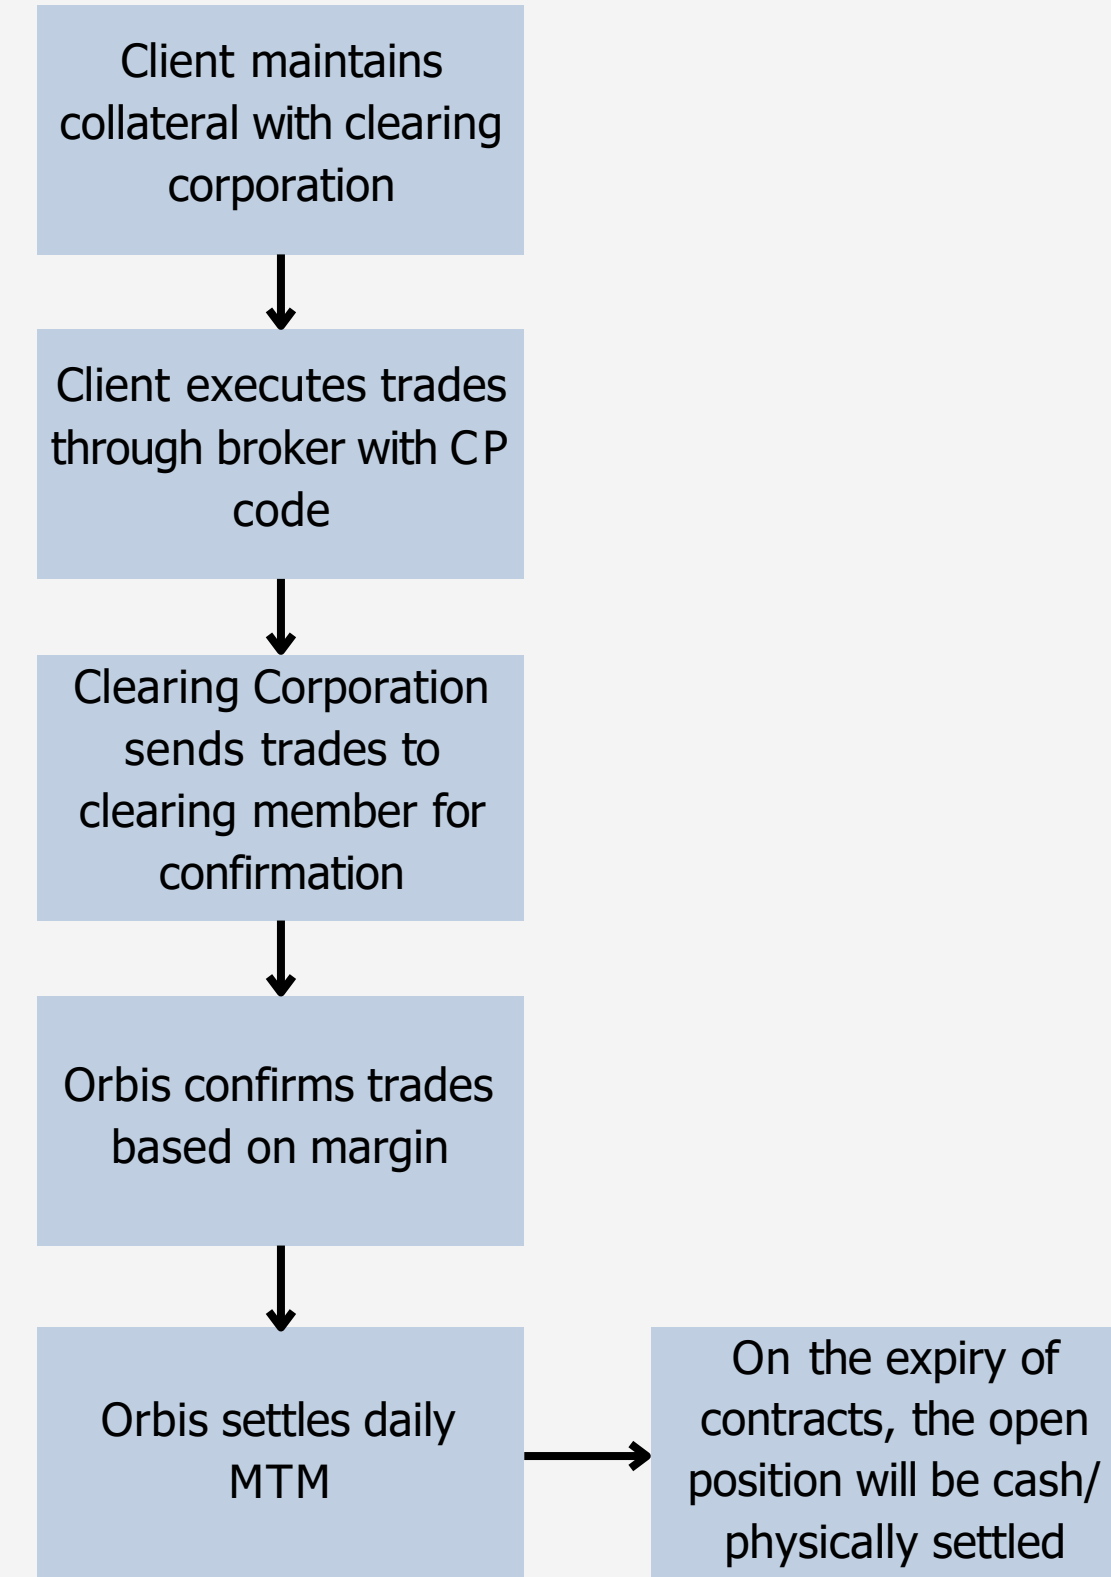 Client maintains
collateral with clearing
corporation
Client executes trades
through broker with CP
code
Clearing Corporation
sends trades to
clearing member for
confirmation
Orbis confirms trades
based on margin
Orbis settles daily
MTM
On the expiry of
contracts, the open
position will be cash/
physically settled